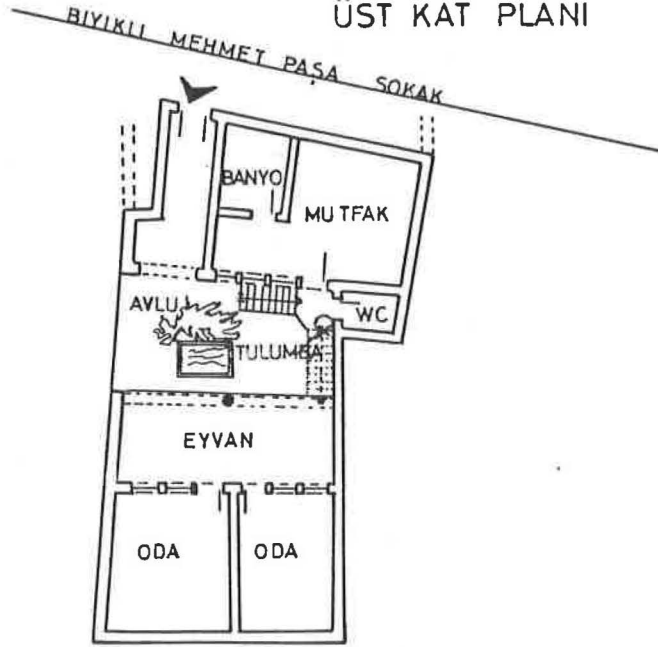 ÜST KAT PLANI
BIYIKLI MEHMET PAŞA SOKAK
BANYO
MUTFAK
AVLU
WC
TULUMBA
EYVAN
ODA
ODA